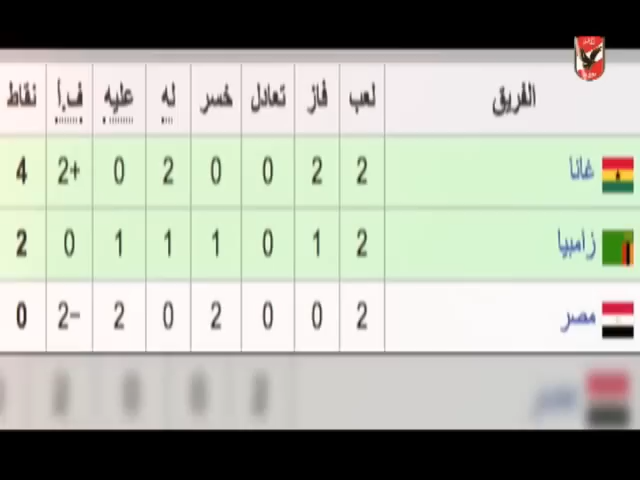 الفريق لعب فاز تعادل خسر له عليه ف.أ نقاط
غانا 2 2 0 0 2 0 +2 4
زامبيا 2 1 0 1 1 1 0 2
مصر 2 0 0 2 0 2 −2 0